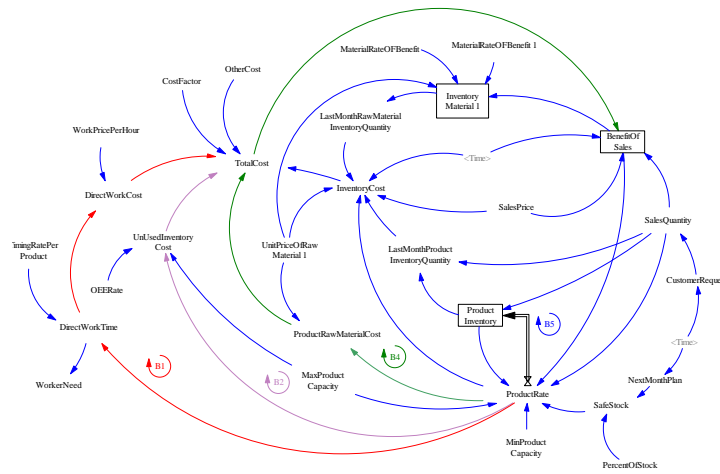 MaterialRateOFBenefit
MaterialRateOFBenefit 1
OtherCost
CostFactor
Inventory
Material 1
LastMonthRawMaterial
InventoryQuantity
WorkPricePerHour
BenefitOf
Sales
<Time>
TotalCost
DirectWorkCost
InventoryCost
SalesPrice
SalesQuantity
UnUsedInventory
Cost
UnitPriceOfRaw
Material 1
LastMonthProduct
InventoryQuantity
TimingRatePer
Product
OEERate
CustomerReque
Product
Inventory
DirectWorkTime
B5
ProductRawMaterialCost
<Time>
B1
B4
B2
MaxProduct
Capacity
WorkerNeed
NextMonthPlan
ProductRate
SafeStock
MinProduct
Capacity
PercentOfStock